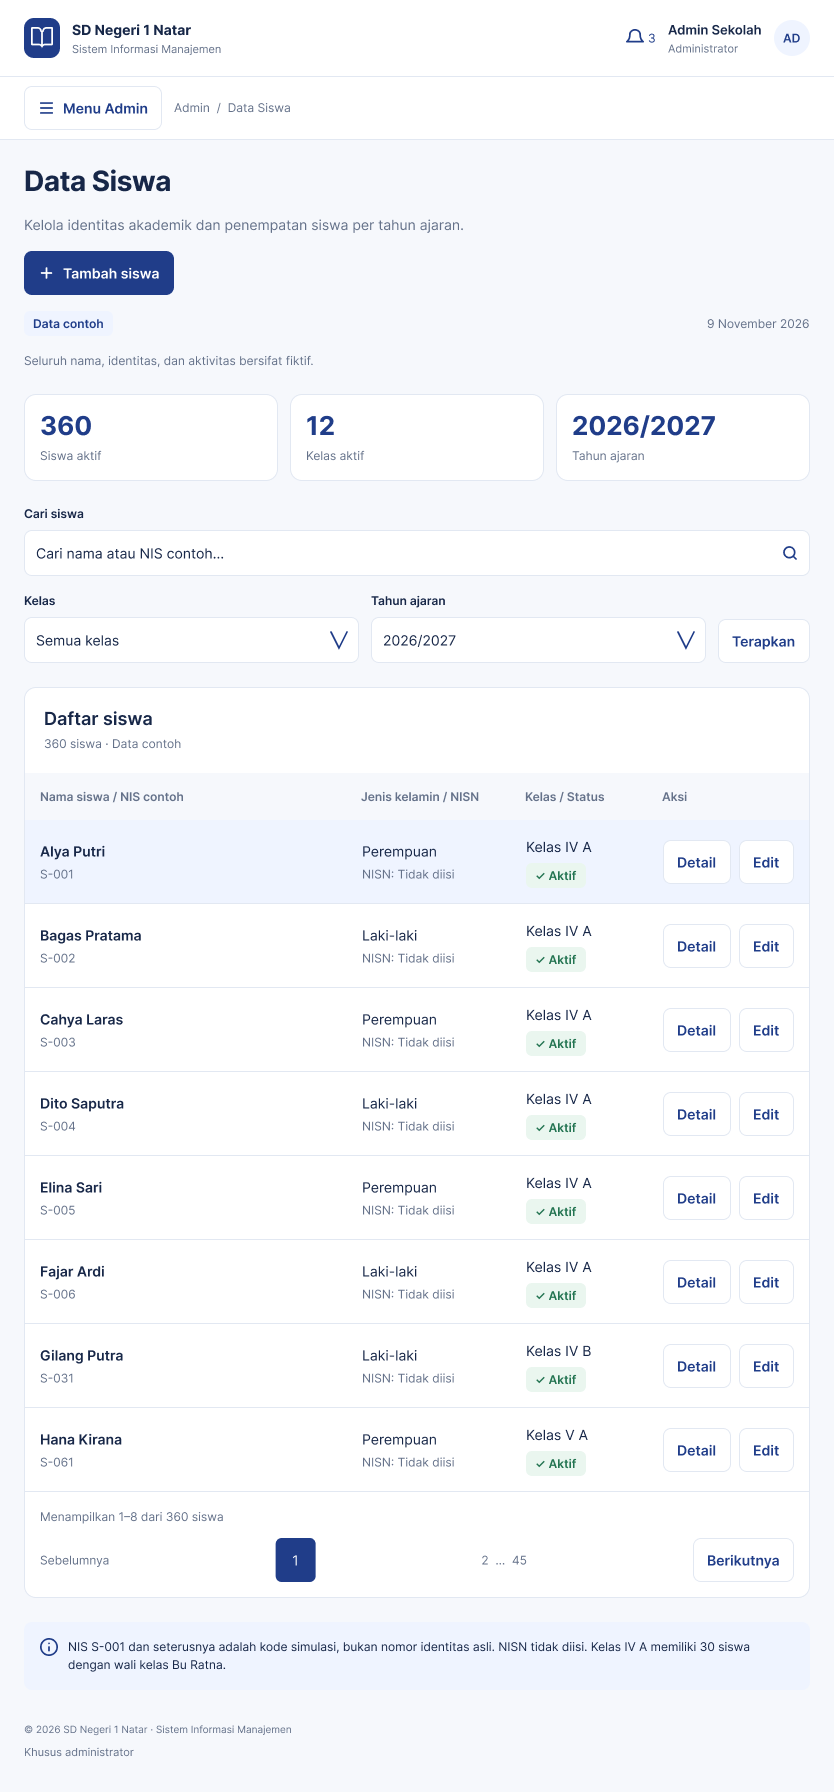 SD Negeri 1 Natar
Sistem Informasi Manajemen
3
Admin Sekolah
Administrator
AD
Menu Admin
Admin / Data Siswa
Data Siswa
Kelola identitas akademik dan penempatan siswa per tahun ajaran.
+ Tambah siswa
Data contoh
9 November 2026
Seluruh nama, identitas, dan aktivitas bersifat fiktif.
360
Siswa aktif
12
Kelas aktif
2026/2027
Tahun ajaran
Cari siswa
Cari nama atau NIS contoh...
Kelas
Tahun ajaran
Semua kelas
2026/2027
Terapkan
Daftar siswa
360 siswa · Data contoh
Nama siswa / NIS contoh Jenis kelamin / NISN Kelas / Status Aksi
Alya Putri Perempuan Kelas IV A Detail Edit
S-001 NISN: Tidak diisi ✓ Aktif
Bagas Pratama Laki-laki Kelas IV A Detail Edit
S-002 NISN: Tidak diisi ✓ Aktif
Cahya Laras Perempuan Kelas IV A Detail Edit
S-003 NISN: Tidak diisi ✓ Aktif
Dito Saputra Laki-laki Kelas IV A Detail Edit
S-004 NISN: Tidak diisi ✓ Aktif
Elina Sari Perempuan Kelas IV A Detail Edit
S-005 NISN: Tidak diisi ✓ Aktif
Fajar Ardi Laki-laki Kelas IV A Detail Edit
S-006 NISN: Tidak diisi ✓ Aktif
Gilang Putra Laki-laki Kelas IV B Detail Edit
S-031 NISN: Tidak diisi ✓ Aktif
Hana Kirana Perempuan Kelas V A Detail Edit
S-061 NISN: Tidak diisi ✓ Aktif
Menampilkan 1–8 dari 360 siswa
Sebelumnya 1 2 ... 45 Berikutnya
NIS S-001 dan seterusnya adalah kode simulasi, bukan nomor identitas asli. NISN tidak diisi. Kelas IV A memiliki 30 siswa
dengan wali kelas Bu Ratna.
© 2026 SD Negeri 1 Natar · Sistem Informasi Manajemen
Khusus administrator